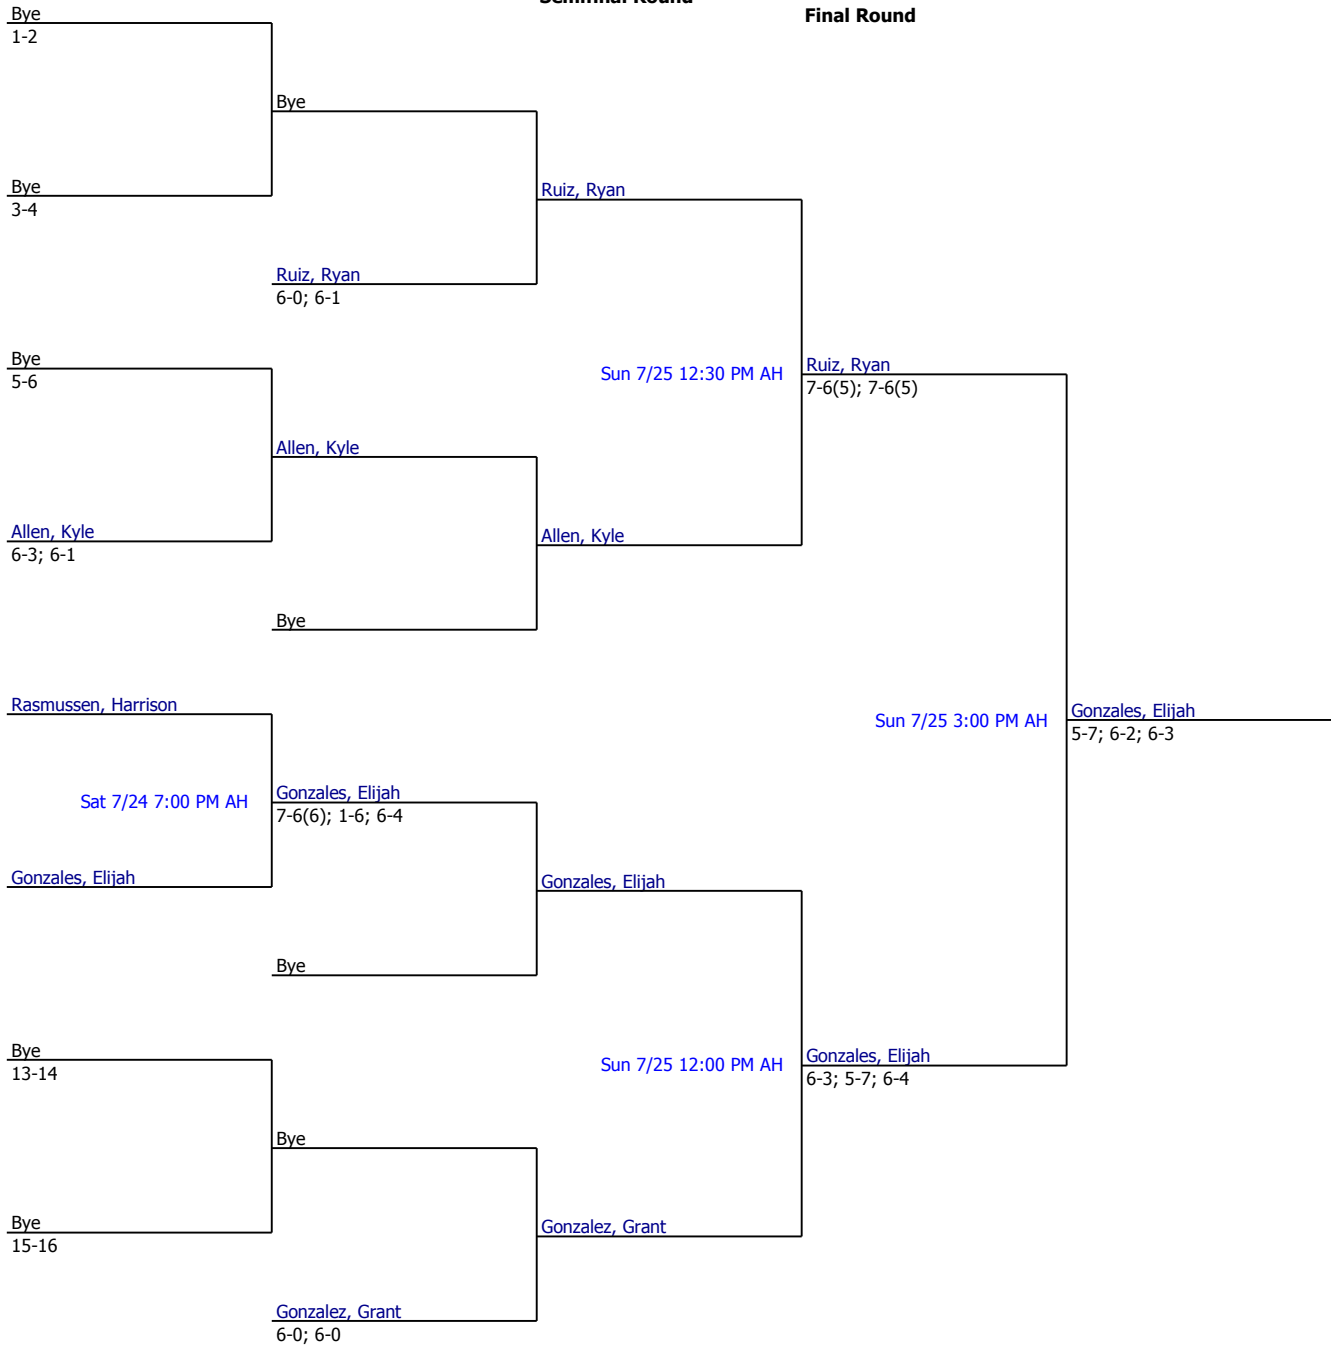 Semifinal Round
Final Round
Bye
1-2
Bye
Bye
3-4
Ruiz, Ryan
Ruiz, Ryan
6-0; 6-1
Bye
5-6
Sun 7/25 12:30 PM AH
Ruiz, Ryan
7-6(5); 7-6(5)
Allen, Kyle
Allen, Kyle
6-3; 6-1
Allen, Kyle
Bye
Rasmussen, Harrison
Sun 7/25 3:00 PM AH
Gonzales, Elijah
5-7; 6-2; 6-3
Sat 7/24 7:00 PM AH
Gonzales, Elijah
7-6(6); 1-6; 6-4
Gonzales, Elijah
Gonzales, Elijah
Bye
Bye
13-14
Sun 7/25 12:00 PM AH
Gonzales, Elijah
6-3; 5-7; 6-4
Bye
Bye
15-16
Gonzalez, Grant
Gonzalez, Grant
6-0; 6-0